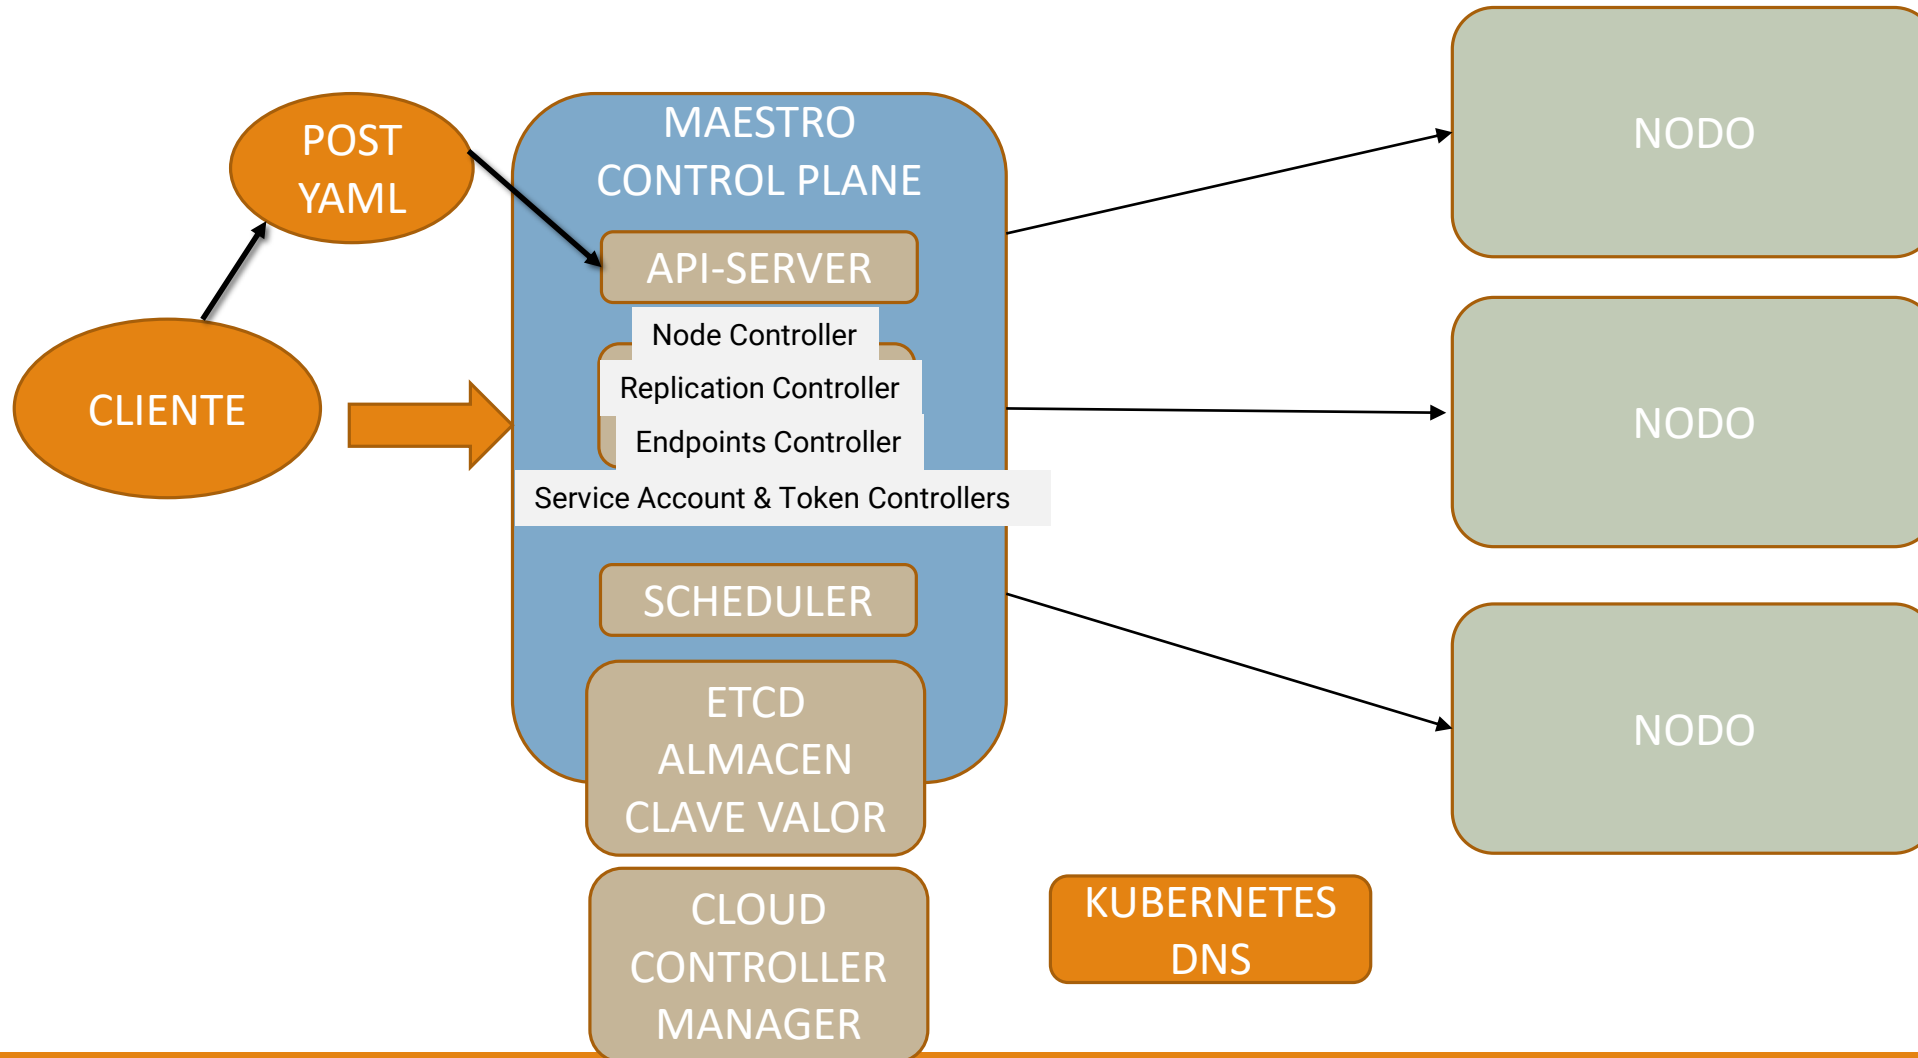 POST
YAML
CLIENTE
MAESTRO
CONTROL PLANE
API-SERVER
Node Controller
Replication Controller
Endpoints Controller
Service Account & Token Controllers
SCHEDULER
ETCD
ALMACEN
CLAVE VALOR
CLOUD
CONTROLLER
MANAGER
KUBERNETES
DNS
NODO
NODO
NODO